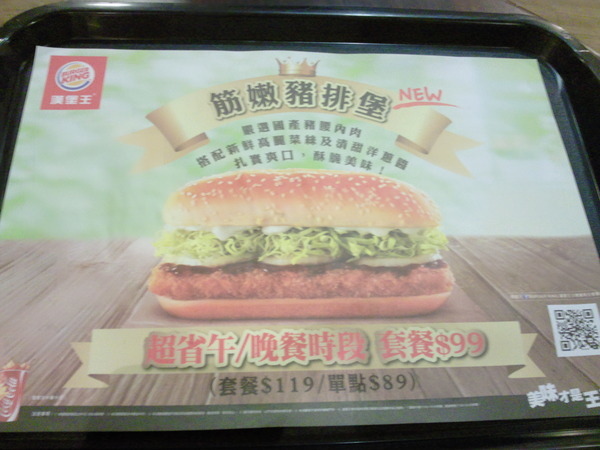 BURGER KING
漢堡王
筋嫩豬排堡 NEW
嚴選國產豬腰內肉
搭配新鮮高麗菜絲及清甜洋蔥醬
扎實爽口，酥脆美味！
超省午/晚餐時段 套餐$99
(套餐$119/單點$89)
Coca-Cola
美味才是王